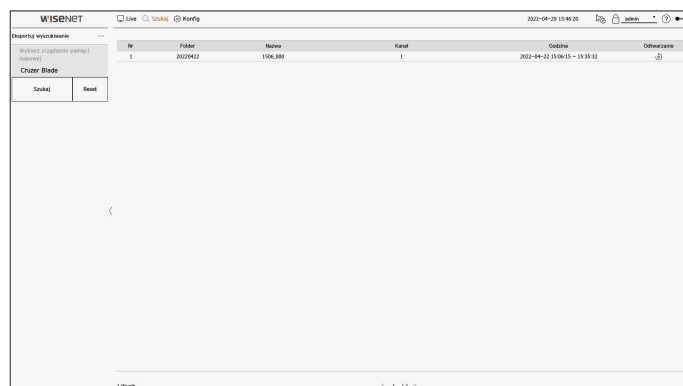 WISENET
Live Szukaj Konfig 2022-04-29 15:46:20 admin ?
Eksportuj wyszukiwanie ...
Wybierz urządzenie pamięci
masowej
Cruzer Blade
Szukaj Reset
Nr Folder Nazwa Kanał Godzina Odtwarzanie
1 20220422 1506_000 1 2022-04-22 15:06:15 ~ 15:35:32